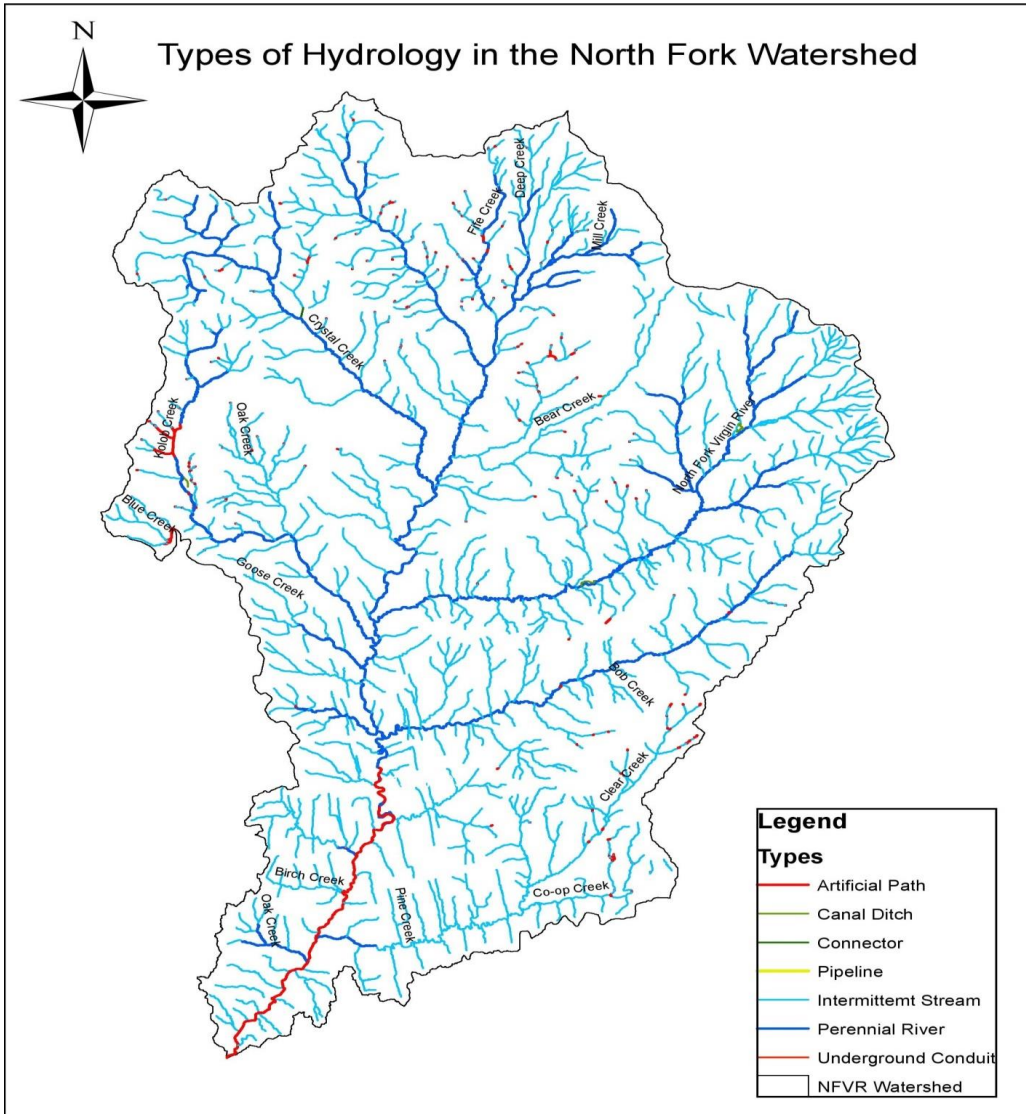 N
Types of Hydrology in the North Fork Watershed
Deep Creek
Fife Creek
Mill Creek
Crystal Creek
Bear Creek
North Fork Virgin River
Kolob Creek
Oak Creek
Blue Creek
Goose Creek
Bob Creek
Clear Creek
Birch Creek
Oak Creek
Pine Creek
Co-op Creek
Legend
Types
Artificial Path
Canal Ditch
Connector
Pipeline
Intermittemt Stream
Perennial River
Underground Conduit
NFVR Watershed